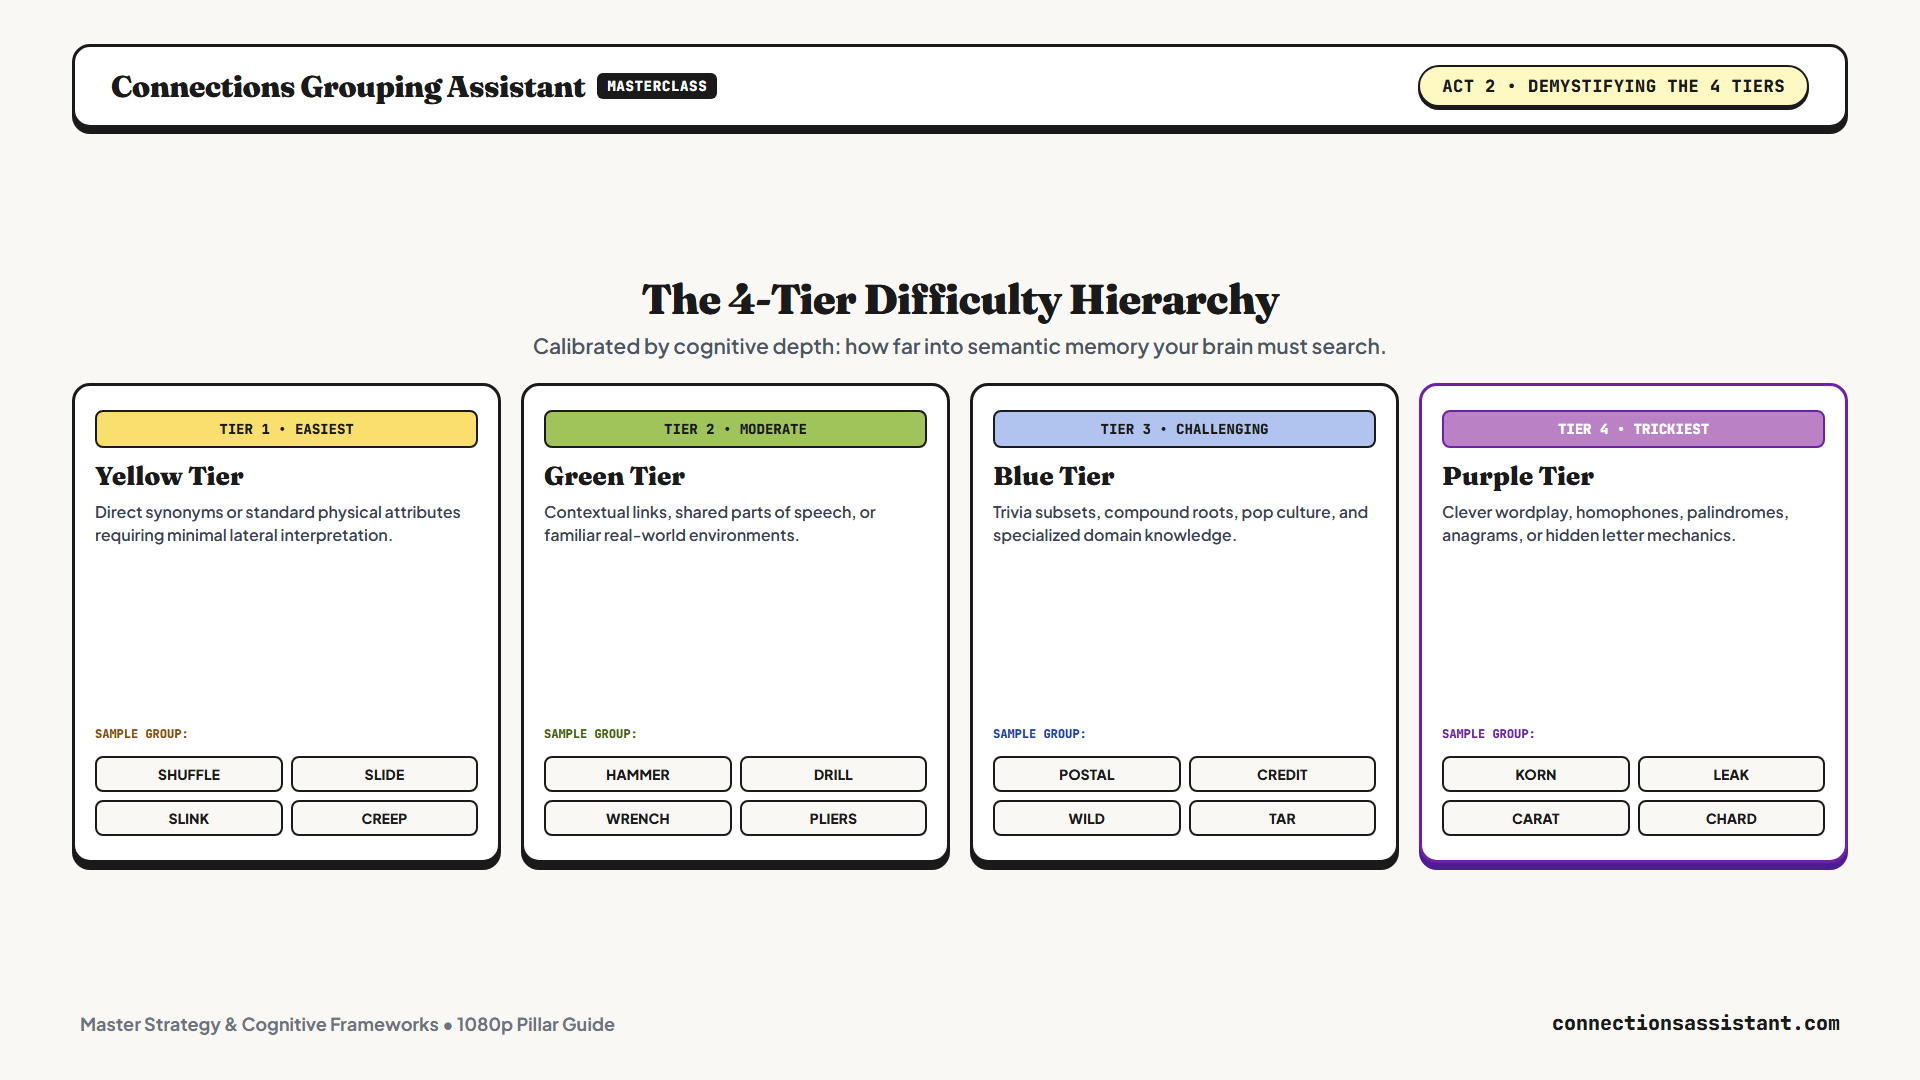 Connections Grouping Assistant MASTERCLASS
ACT 2 • DEMYSTIFYING THE 4 TIERS
The 4-Tier Difficulty Hierarchy
Calibrated by cognitive depth: how far into semantic memory your brain must search.
TIER 1 • EASIEST
Yellow Tier
Direct synonyms or standard physical attributes
requiring minimal lateral interpretation.
SAMPLE GROUP:
SHUFFLE SLIDE
SLINK CREEP
TIER 2 • MODERATE
Green Tier
Contextual links, shared parts of speech, or
familiar real-world environments.
SAMPLE GROUP:
HAMMER DRILL
WRENCH PLIERS
TIER 3 • CHALLENGING
Blue Tier
Trivia subsets, compound roots, pop culture, and
specialized domain knowledge.
SAMPLE GROUP:
POSTAL CREDIT
WILD TAR
TIER 4 • TRICKIEST
Purple Tier
Clever wordplay, homophones, palindromes,
anagrams, or hidden letter mechanics.
SAMPLE GROUP:
KORN LEAK
CARAT CHARD
Master Strategy & Cognitive Frameworks • 1080p Pillar Guide
connectionsassistant.com